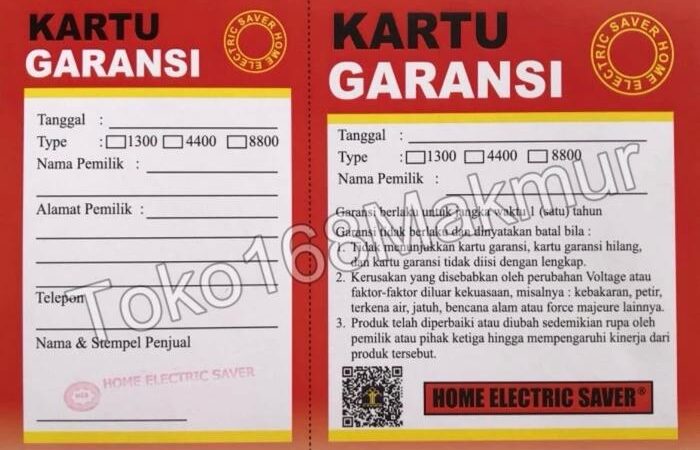 KARTU
GARANSI
HOME ELECTRIC SAVER
Tanggal :
Type : 1300 4400 8800
Nama Pemilik :
Alamat Pemilik :
Telepon
Nama & Stempel Penjual
HOME ELECTRIC SAVER
KARTU
GARANSI
HOME ELECTRIC SAVER
Tanggal :
Type : 1300 4400 8800
Nama Pemilik :
Garansi berlaku untuk jangka waktu 1 (satu) tahun
Garansi tidak berlaku dan dinyatakan batal bila :
1. Tidak menunjukkan kartu garansi, kartu garansi hilang,
dan kartu garansi tidak diisi dengan lengkap.
2. Kerusakan yang disebabkan oleh perubahan Voltage atau
faktor-faktor diluar kekuasaan, misalnya : kebakaran, petir,
terkena air, jatuh, bencana alam atau force majeure lainnya.
3. Produk telah diperbaiki atau diubah sedemikian rupa oleh
pemilik atau pihak ketiga hingga mempengaruhi kinerja dari
produk tersebut.
HOME ELECTRIC SAVER®
Toko168Makmur